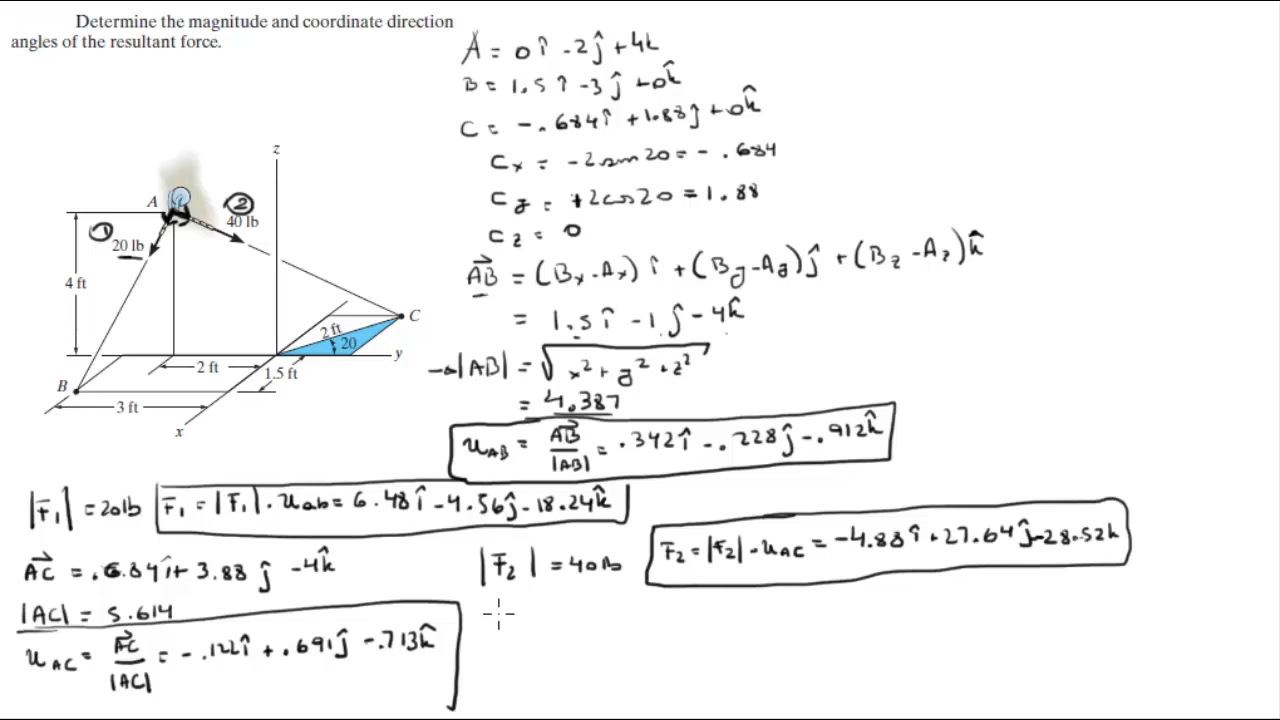 Determine the magnitude and coordinate direction
angles of the resultant force.
A = 0î -2ĵ +4k
B = 1.5î -3ĵ +0k̂
C = -.684î +1.88ĵ +0k̂
Cx = -2sin20 = -.684
Cy = +2cos20 = 1.88
Cz = 0
AB⃗ = (Bx-Ax)î + (By-Ay)ĵ + (Bz-Az)k̂
= 1.5î -1ĵ -4k̂
→|AB| = √x²+y²+z²
= 4.387
uAB = AB⃗/|AB| = .342î -.228ĵ -.912k̂
z
A
②
40 lb
①
20 lb
4 ft
C
2 ft
20
y
2 ft
1.5 ft
B
3 ft
x
|F₁| = 20lb
F₁ = |F₁|·uab = 6.48î -4.56ĵ -18.24k̂
AC⃗ = .684î+ 3.88ĵ -4k̂
|F₂| = 40lb
F₂ = |F₂|·uAC = -4.88î +27.64ĵ -28.52k
|AC| = 5.614
uAC = AC⃗/|AC| = -.122î +.691ĵ -.713k̂